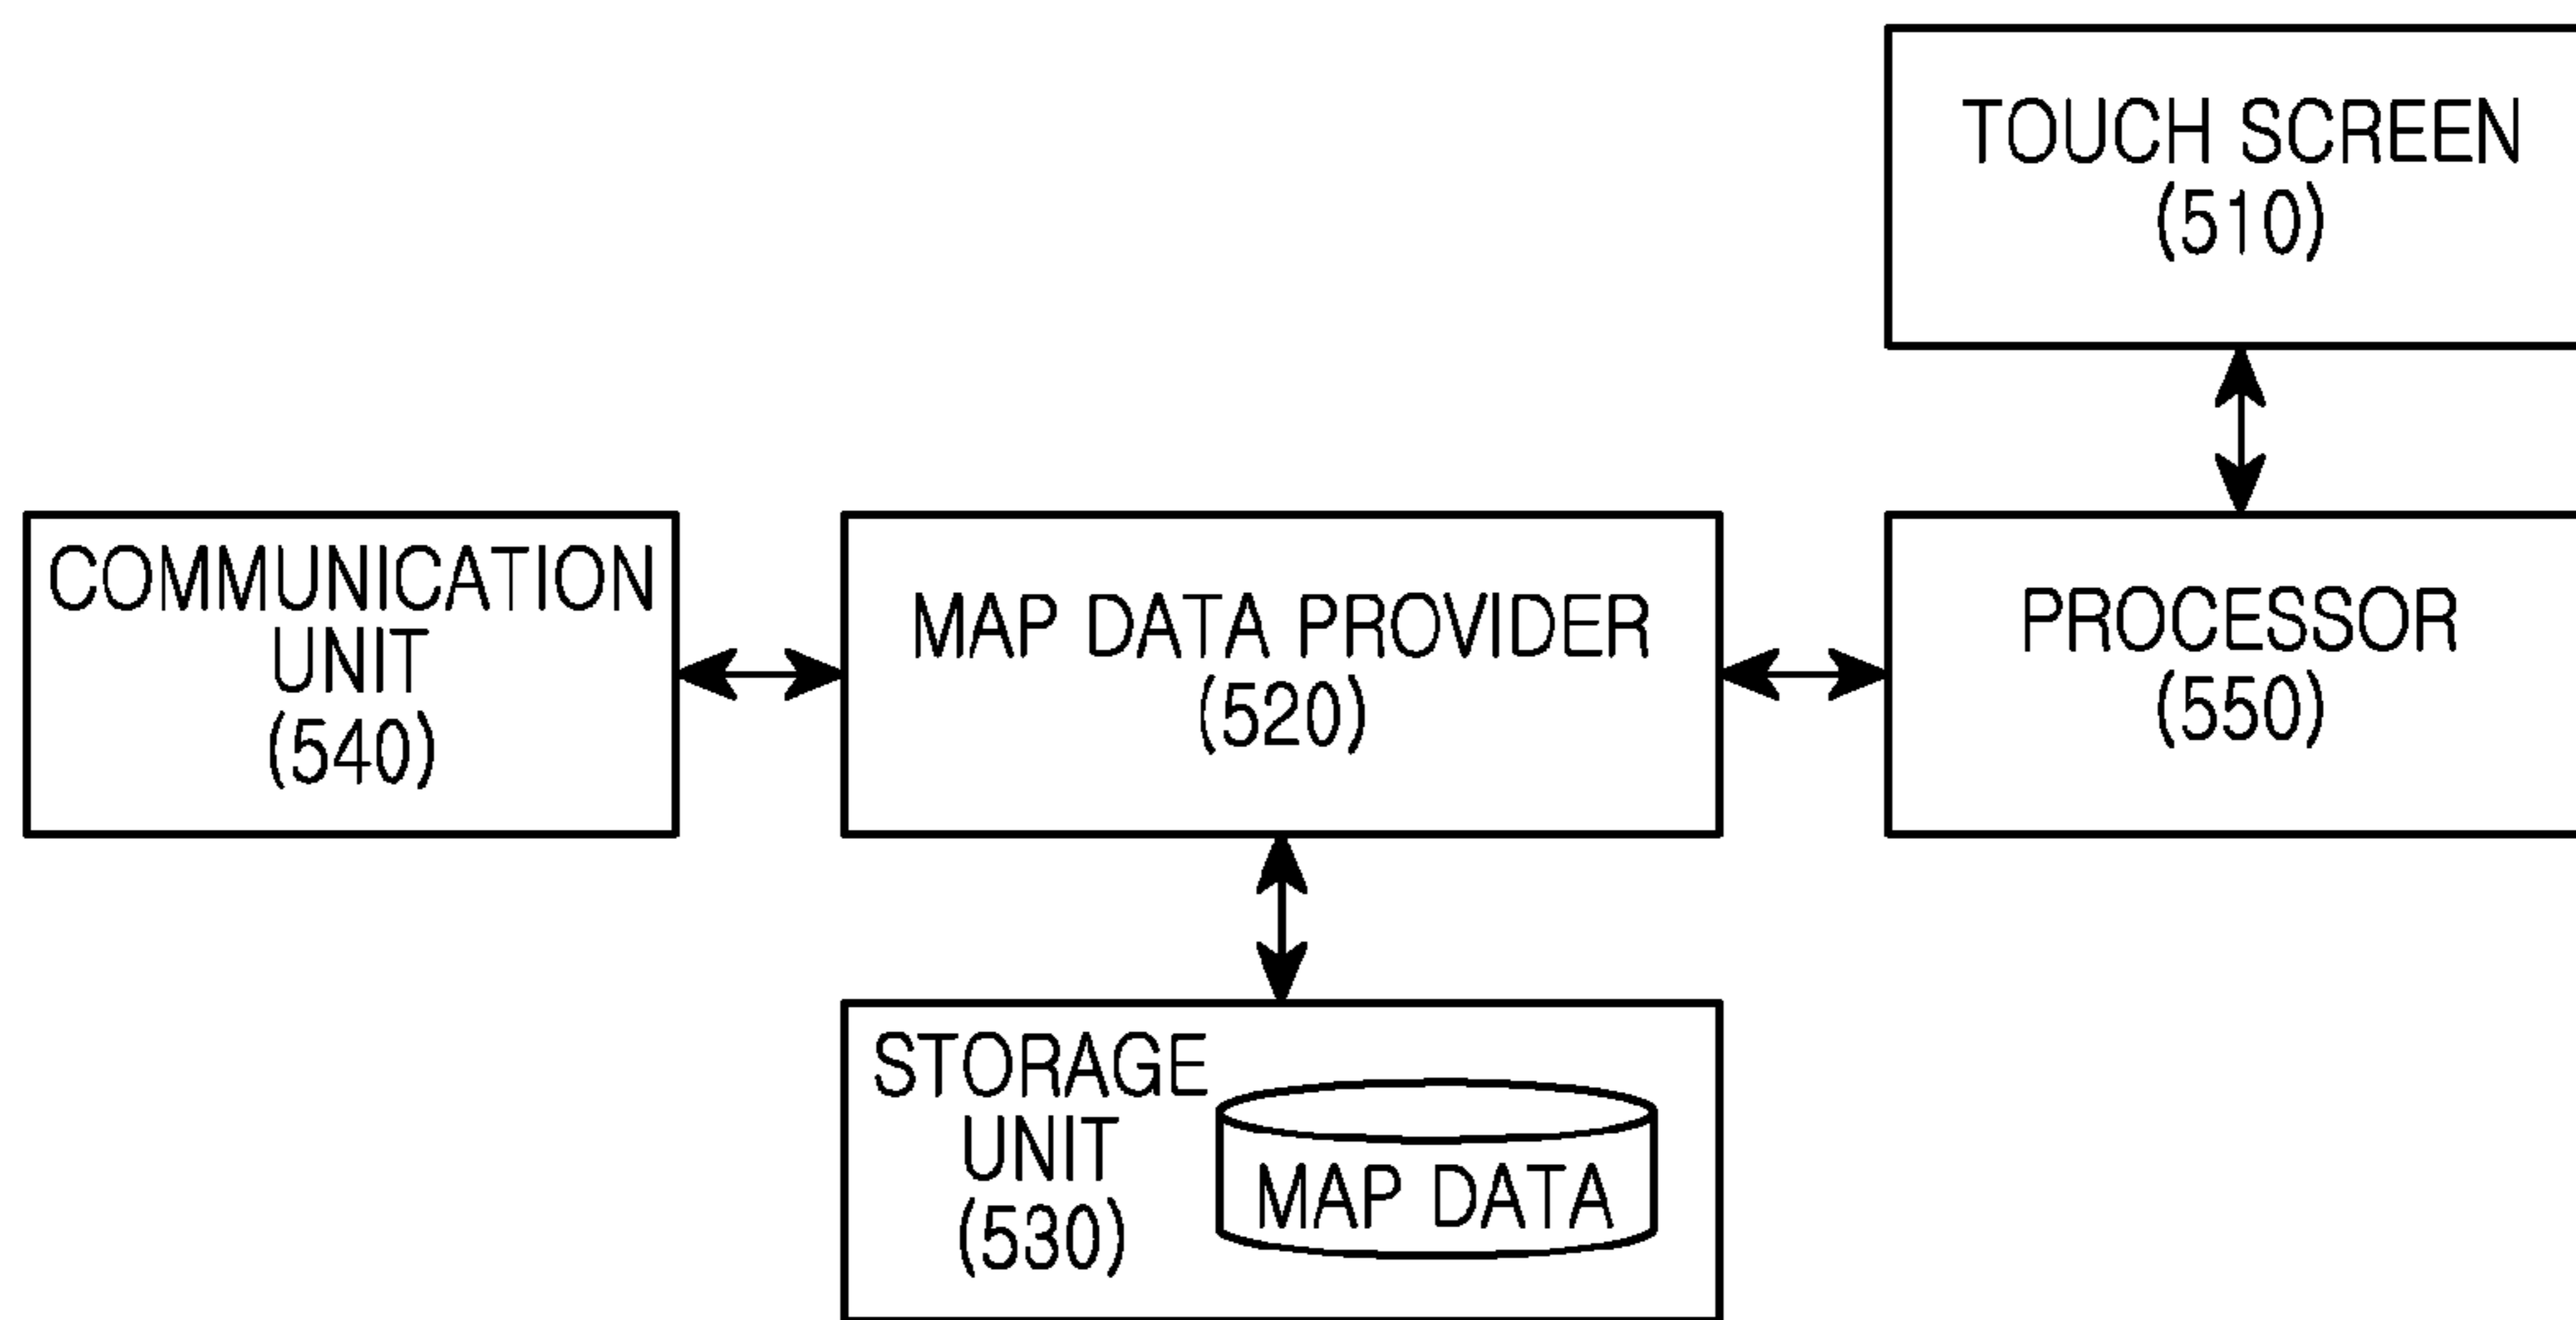 TOUCH SCREEN
(510)
COMMUNICATION
UNIT
(540)
MAP DATA PROVIDER
(520)
PROCESSOR
(550)
STORAGE
UNIT
(530)
MAP DATA